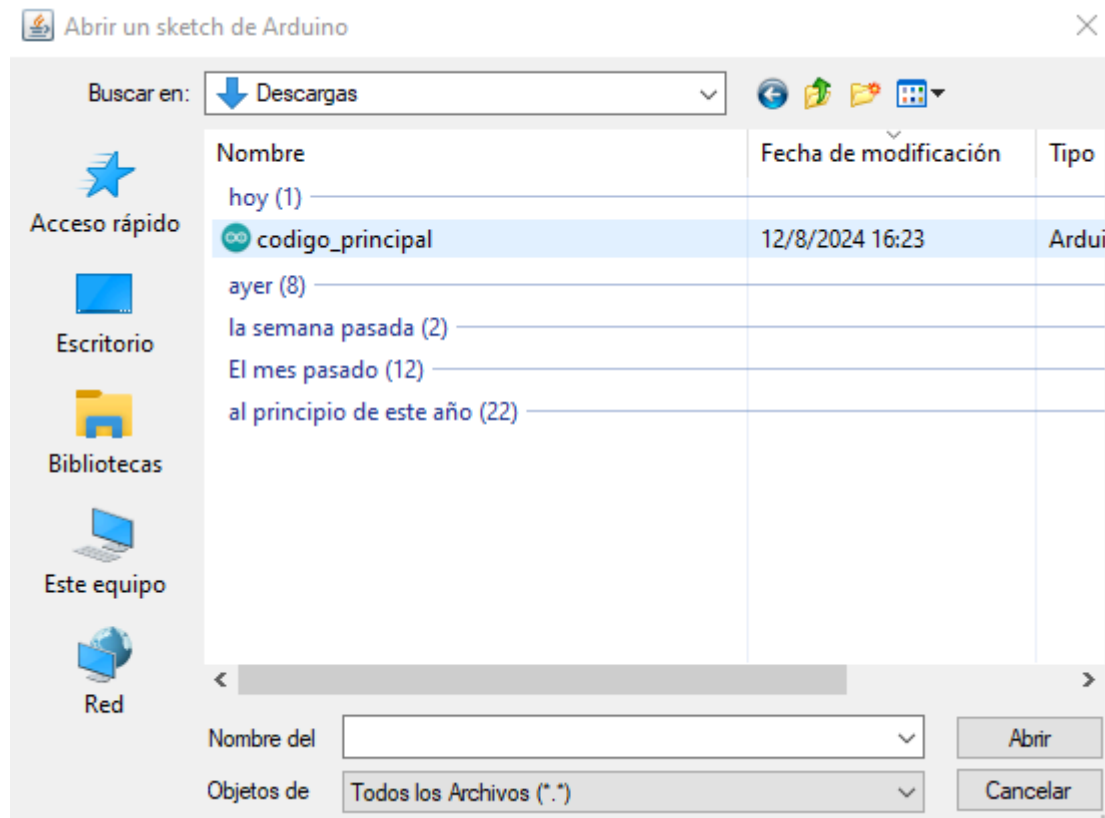 Abrir un sketch de Arduino
Buscar en: Descargas
Nombre Fecha de modificación Tipo
hoy (1)
codigo_principal 12/8/2024 16:23 Ardui
ayer (8)
la semana pasada (2)
El mes pasado (12)
al principio de este año (22)
Acceso rápido
Escritorio
Bibliotecas
Este equipo
Red
Nombre del Abrir
Objetos de Todos los Archivos (*.*) Cancelar